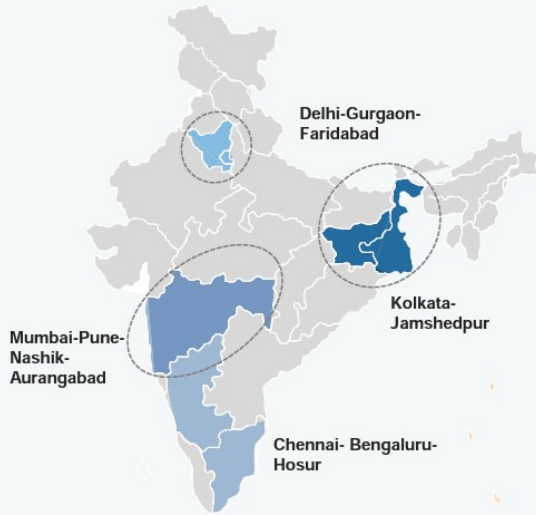 Delhi-Gurgaon-
Faridabad
Kolkata-
Jamshedpur
Mumbai-Pune-
Nashik-
Aurangabad
Chennai- Bengaluru-
Hosur